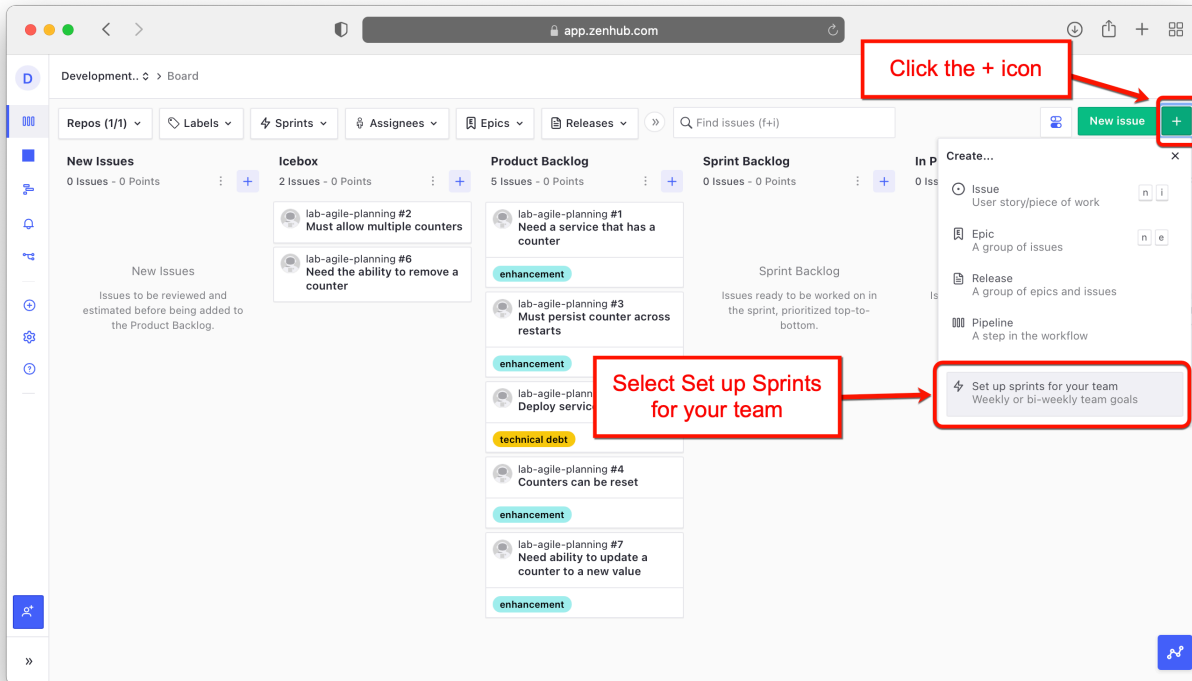 app.zenhub.com
Click the + icon
D
Development..
> Board
Repos (1/1)
Labels
Sprints
Assignees
Epics
Releases
»
Find issues (f+i)
New issue
+
New Issues
0 Issues - 0 Points
+
New Issues
Issues to be reviewed and
estimated before being added to
the Product Backlog.
Icebox
2 Issues - 0 Points
+
lab-agile-planning #2
Must allow multiple counters
lab-agile-planning #6
Need the ability to remove a
counter
Product Backlog
5 Issues - 0 Points
+
lab-agile-planning #1
Need a service that has a
counter
enhancement
lab-agile-planning #3
Must persist counter across
restarts
enhancement
lab-agile-plann
Deploy servic
technical debt
lab-agile-planning #4
Counters can be reset
enhancement
lab-agile-planning #7
Need ability to update a
counter to a new value
enhancement
Sprint Backlog
0 Issues - 0 Points
+
Sprint Backlog
Issues ready to be worked on in
the sprint, prioritized top-to-
bottom.
In P
0 Iss
Is
Create...
×
Issue
User story/piece of work
n i
Epic
A group of issues
n e
Release
A group of epics and issues
Pipeline
A step in the workflow
Set up sprints for your team
Weekly or bi-weekly team goals
Select Set up Sprints
for your team
»